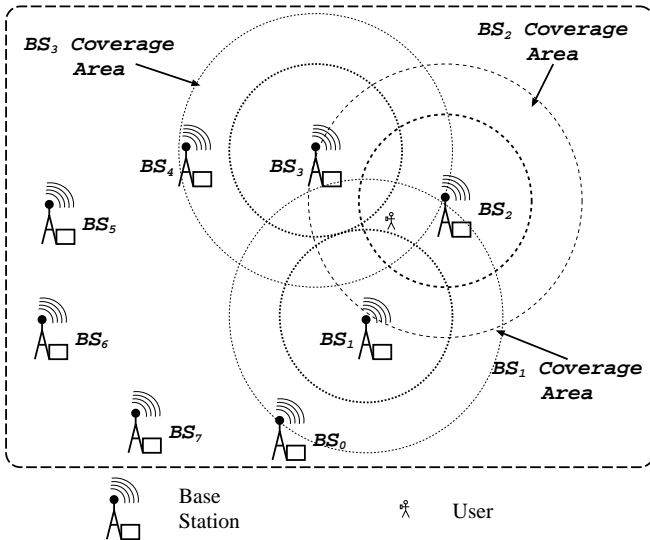 BS₃ Coverage
Area
BS₂ Coverage
Area
BS₄
BS₃
BS₂
BS₅
BS₁
BS₆
BS₁ Coverage
Area
BS₇
BS₀
Base
Station
User